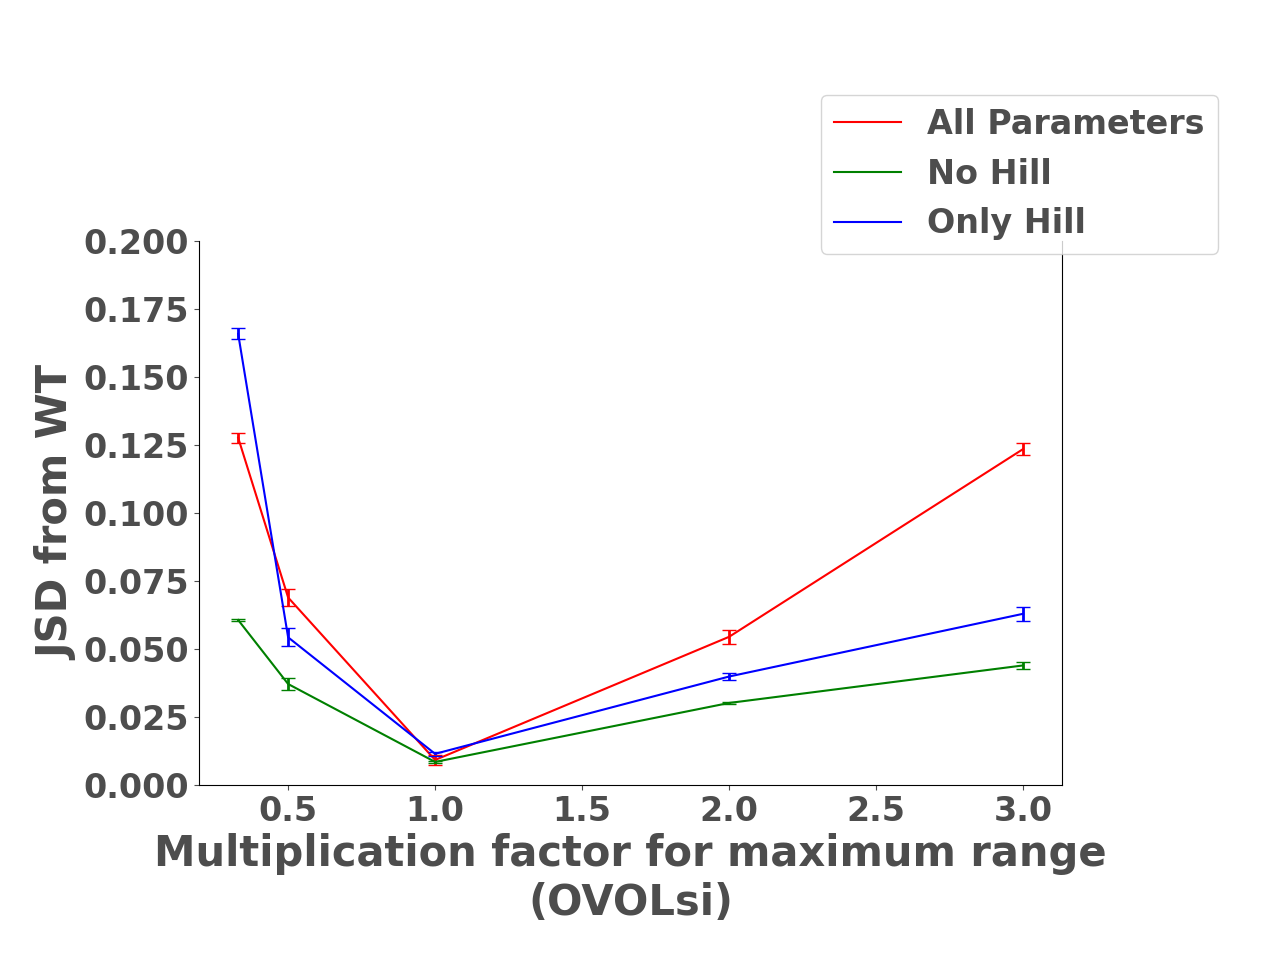 All Parameters
No Hill
Only Hill
0.200
0.175
0.150
0.125
0.100
0.075
0.050
0.025
0.000
JSD from WT
0.5 1.0 1.5 2.0 2.5 3.0
Multiplication factor for maximum range
(OVOLsi)